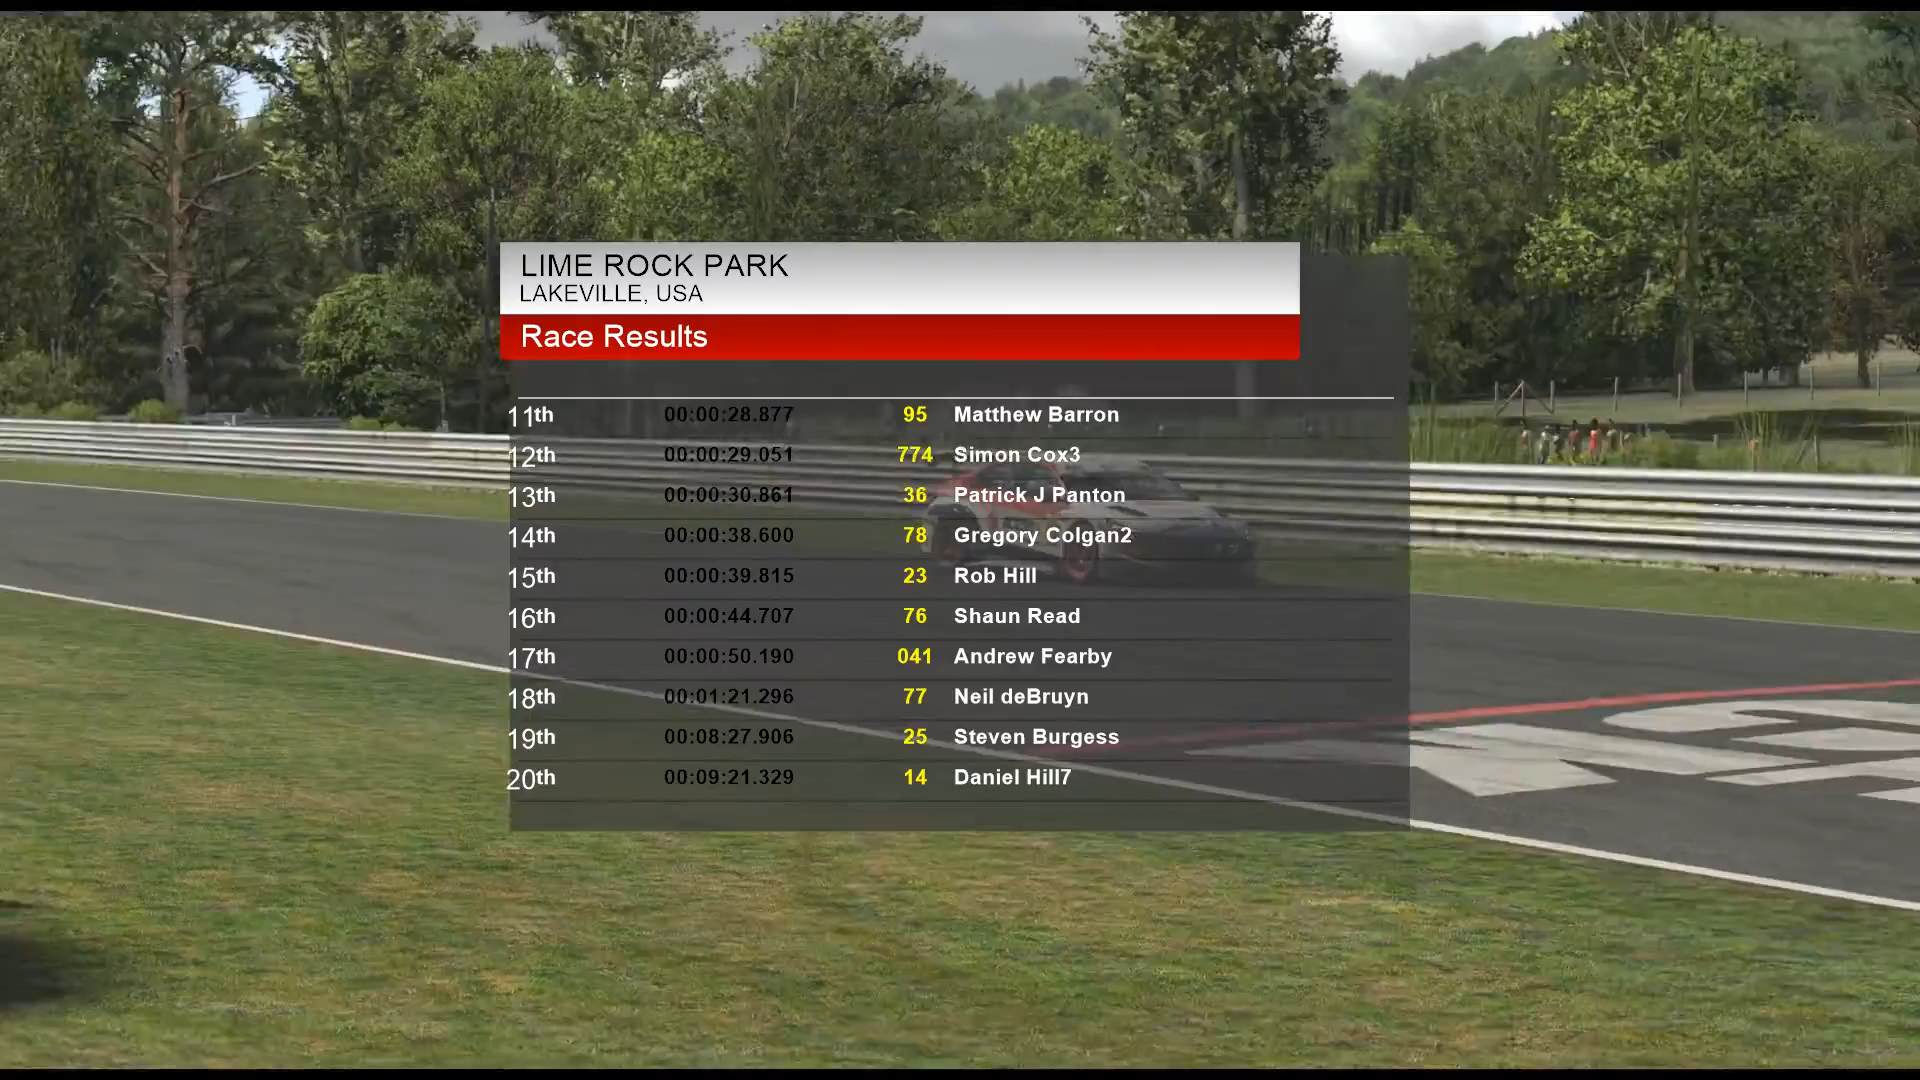 LIME ROCK PARK
LAKEVILLE, USA
Race Results
11th 00:00:28.877 95 Matthew Barron
12th 00:00:29.051 774 Simon Cox3
13th 00:00:30.861 36 Patrick J Panton
14th 00:00:38.600 78 Gregory Colgan2
15th 00:00:39.815 23 Rob Hill
16th 00:00:44.707 76 Shaun Read
17th 00:00:50.190 041 Andrew Fearby
18th 00:01:21.296 77 Neil deBruyn
19th 00:08:27.906 25 Steven Burgess
20th 00:09:21.329 14 Daniel Hill7